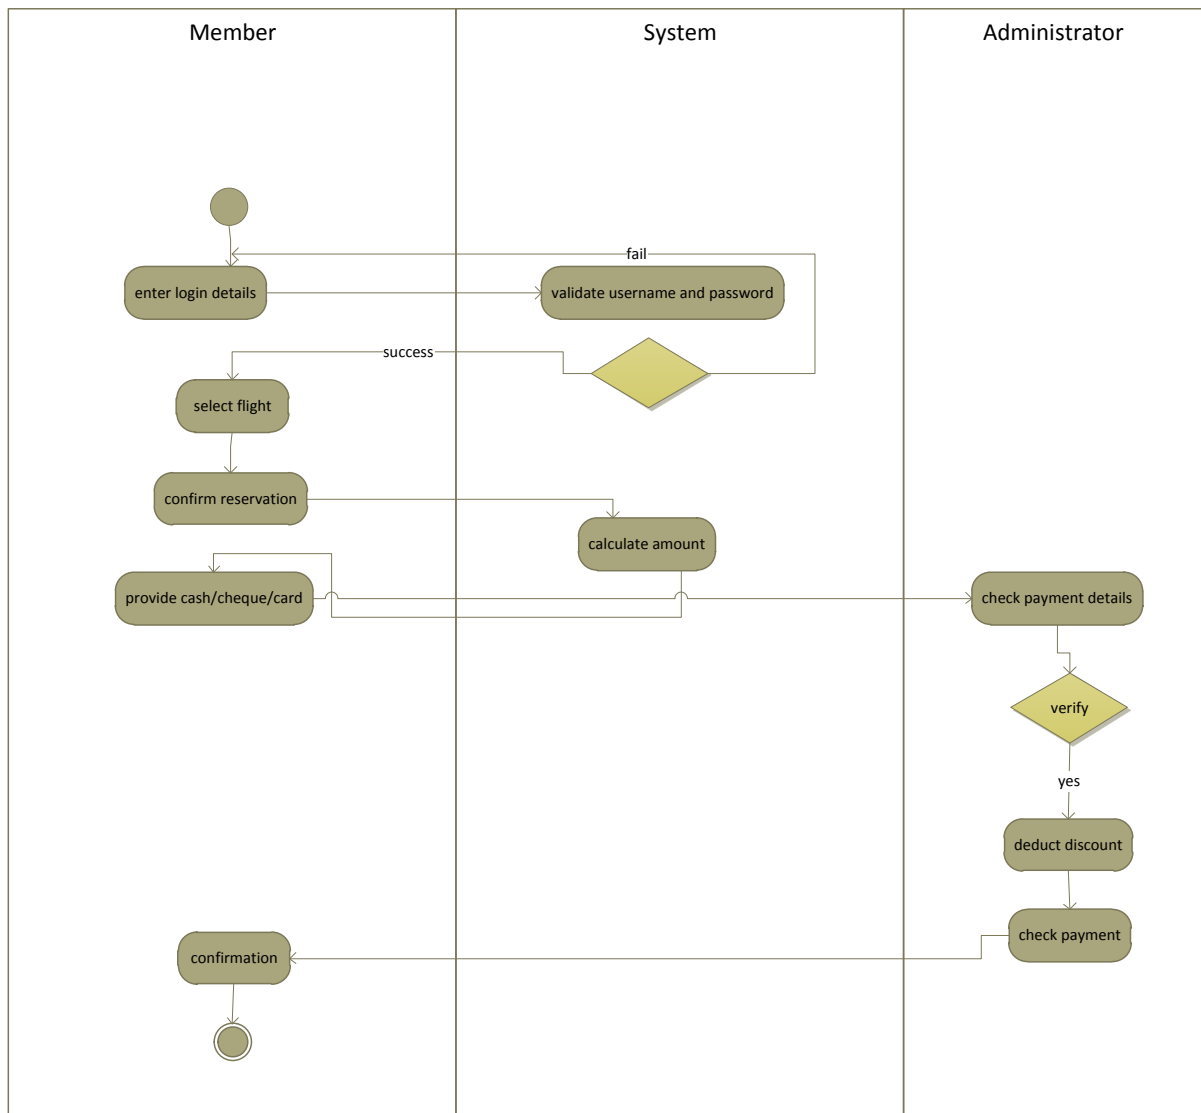 Member
System
Administrator
fail
enter login details
validate username and password
success
select flight
confirm reservation
calculate amount
provide cash/cheque/card
check payment details
verify
yes
deduct discount
check payment
confirmation